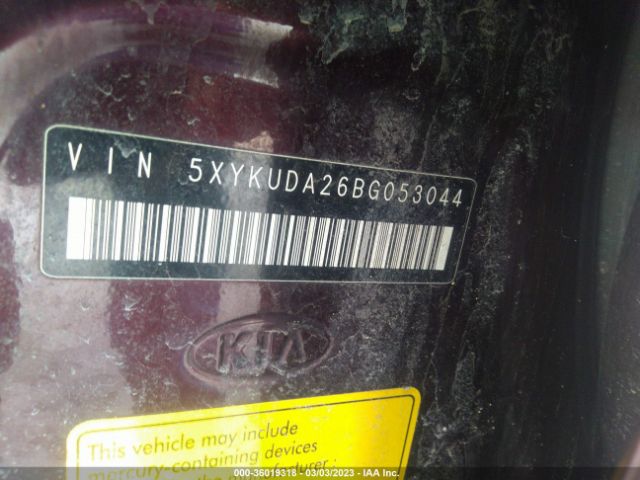 VIN 5XYKUDA26BG053044
KIA
This vehicle may include
mercury-containing devices
000-36019318 - 03/03/2023 - IAA Inc.